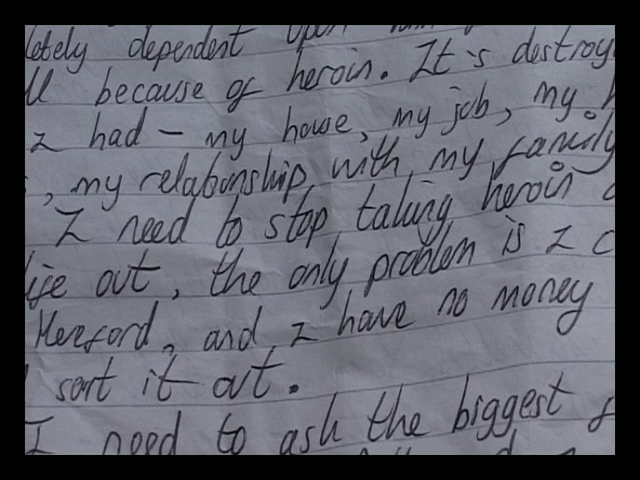 dependent upon
because of heroin. It's destroy
I had - my house, my job, my
, my relationship with my family
I need to stop taking heroin
life out, the only problem is I c
Hereford, and I have no money
sort it out.
I need to ask the biggest f